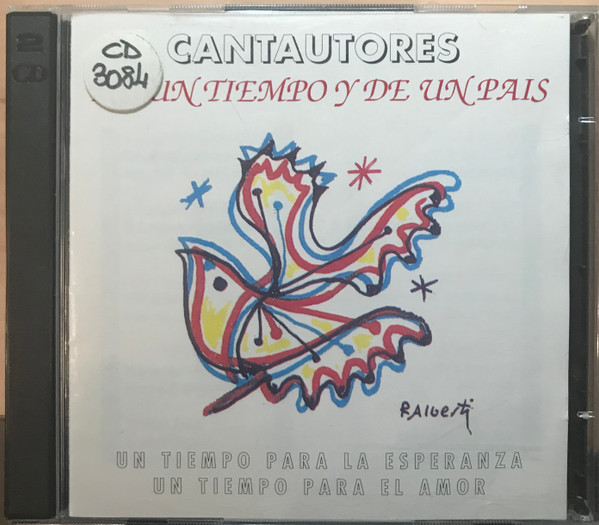 CANTAUTORES
UN TIEMPO Y DE UN PAIS
CD
3084
2
CD
R. Alberti
UN TIEMPO PARA LA ESPERANZA
UN TIEMPO PARA EL AMOR